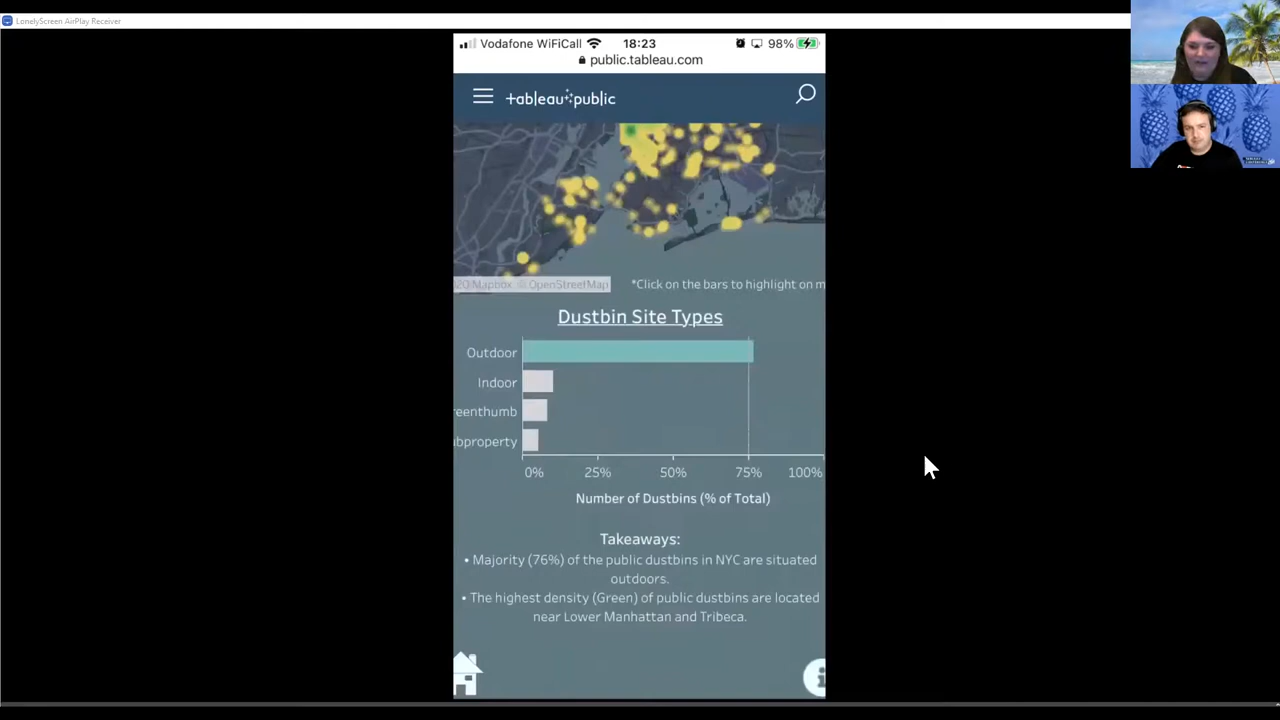 LonelyScreen AirPlay Receiver
Vodafone WiFiCall 18:23 98%
public.tableau.com
+ableau public
20 Mapbox © OpenStreetMap
*Click on the bars to highlight on m
Dustbin Site Types
Outdoor
Indoor
reenthumb
bproperty
0% 25% 50% 75% 100%
Number of Dustbins (% of Total)
Takeaways:
• Majority (76%) of the public dustbins in NYC are situated
outdoors.
• The highest density (Green) of public dustbins are located
near Lower Manhattan and Tribeca.